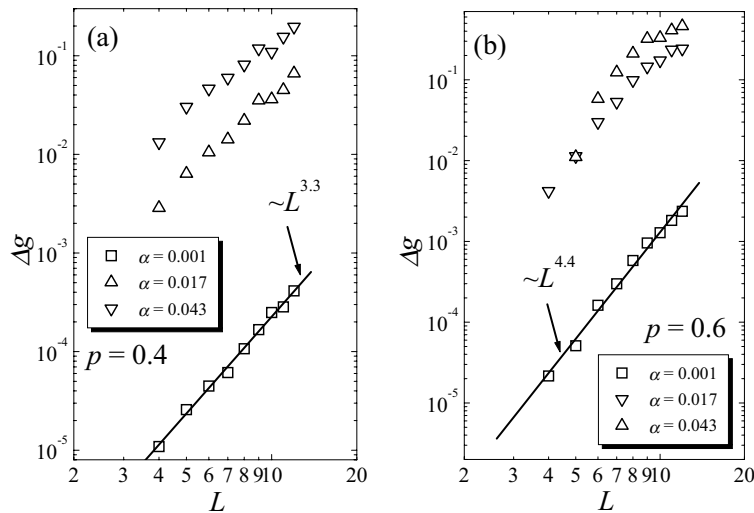 (a)
10⁻¹
10⁻²
10⁻³
10⁻⁴
10⁻⁵
Δg
~L^3.3
α = 0.001
α = 0.017
α = 0.043
p = 0.4
2 3 4 5 6 7 8 9 10 20
L
(b)
10⁰
10⁻¹
10⁻²
10⁻³
10⁻⁴
10⁻⁵
Δg
~L^4.4
p = 0.6
α = 0.001
α = 0.017
α = 0.043
2 3 4 5 6 7 8 9 10 20
L